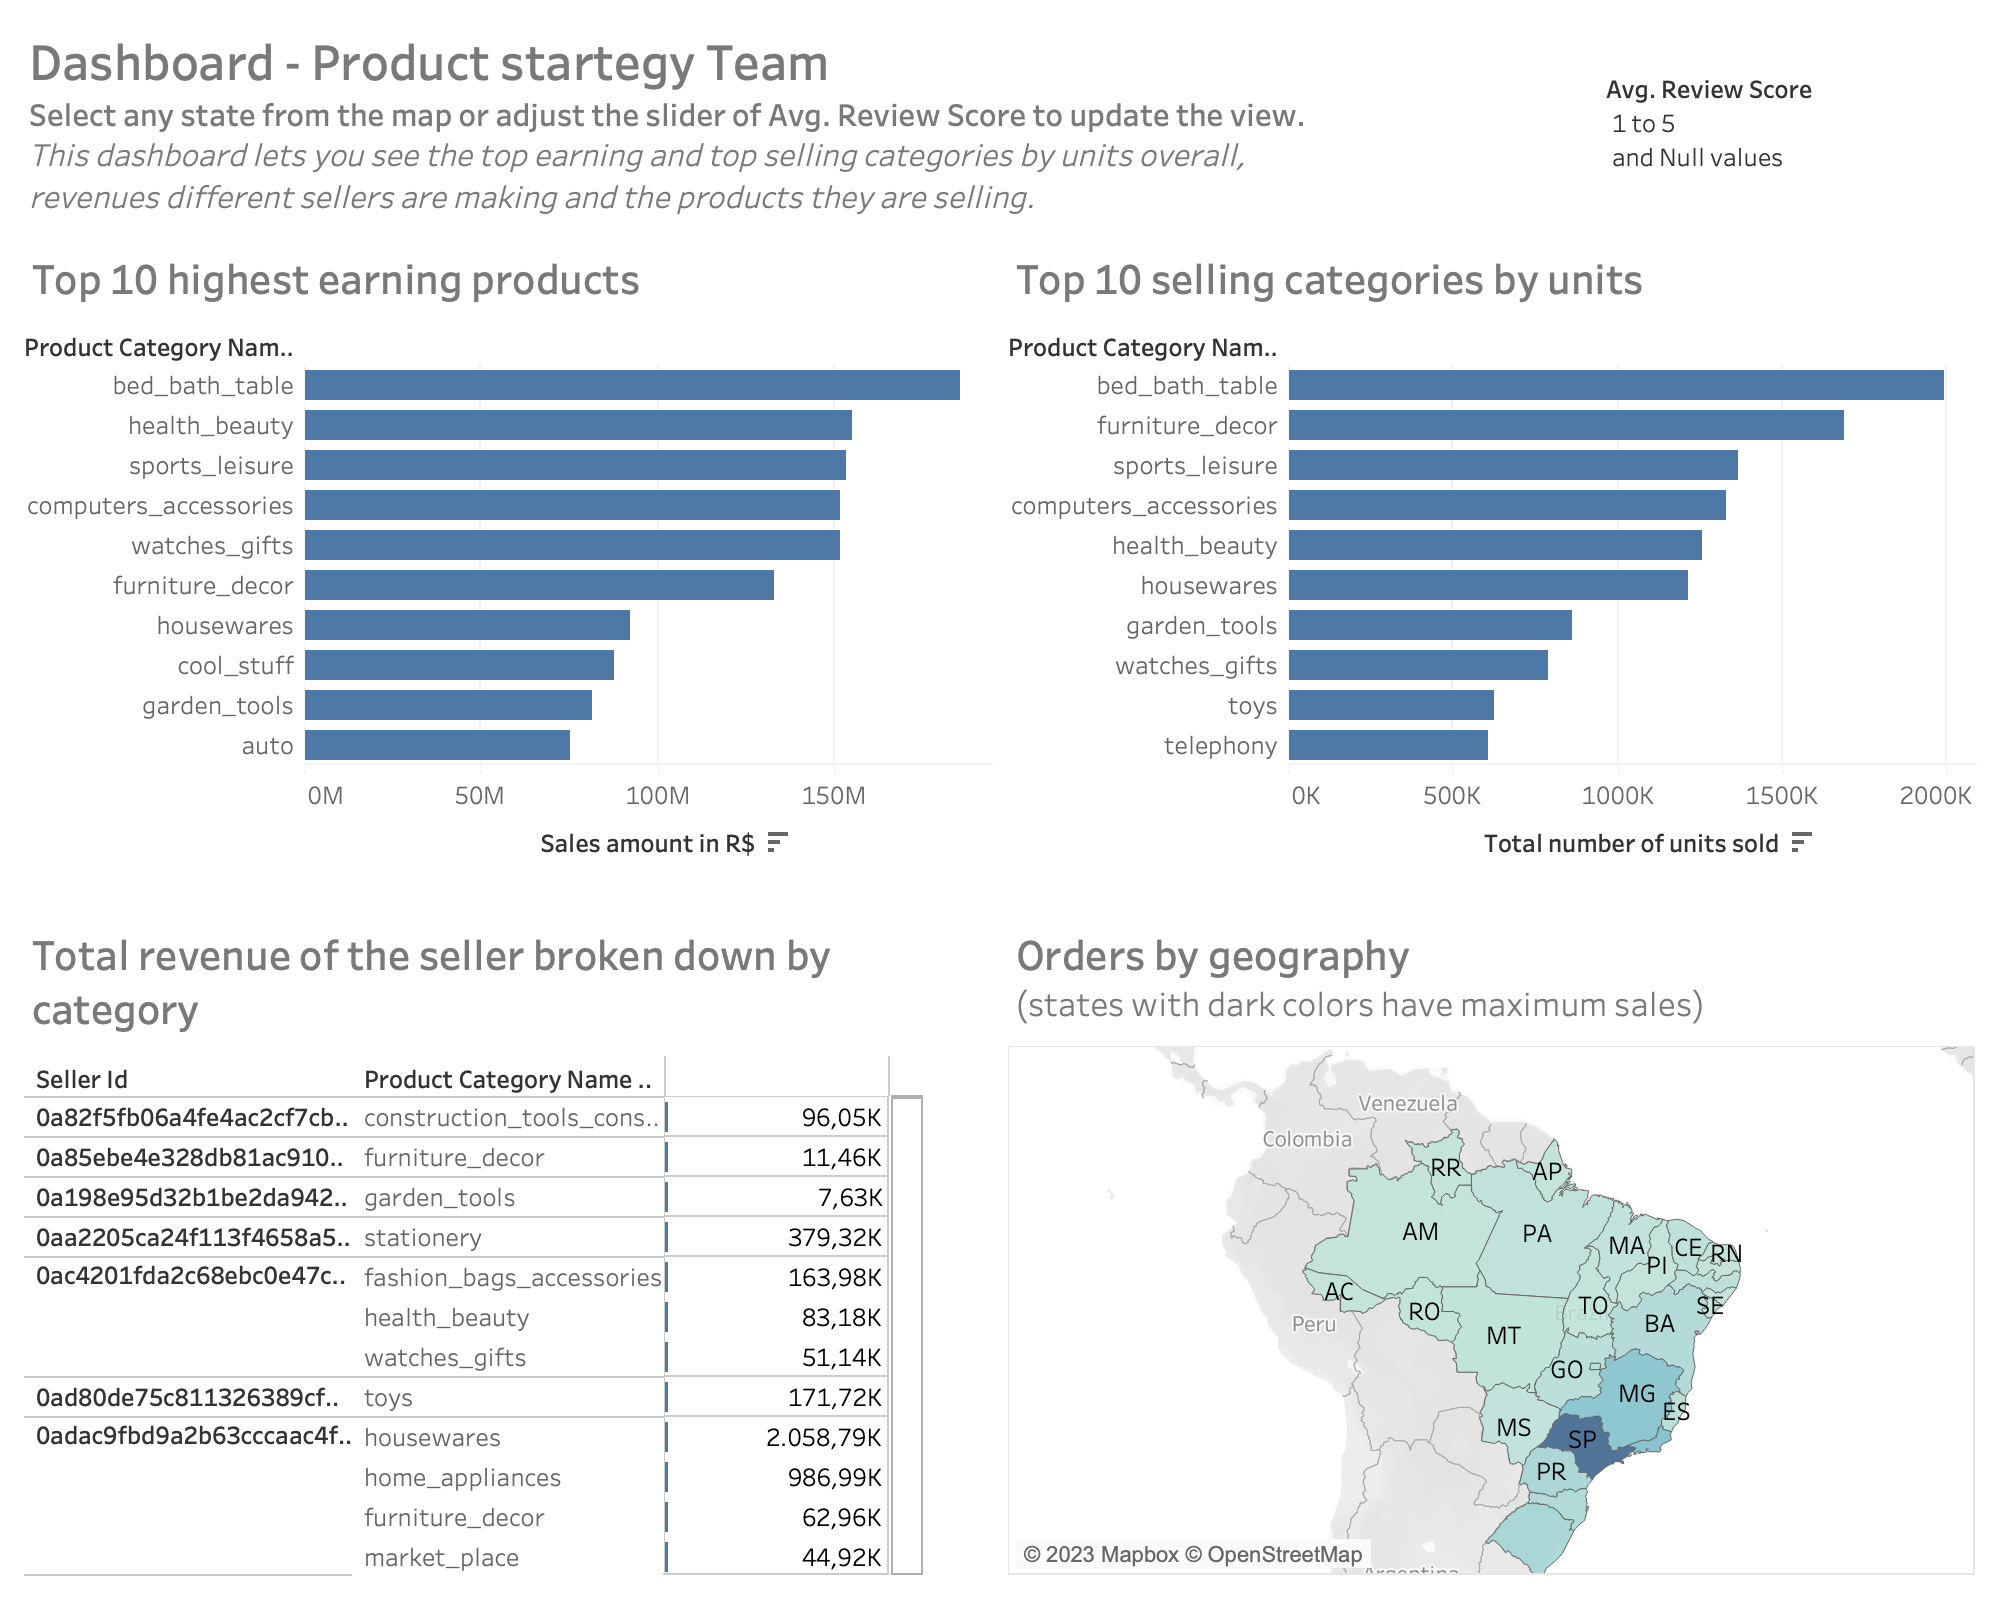 Dashboard - Product startegy Team
Select any state from the map or adjust the slider of Avg. Review Score to update the view.
This dashboard lets you see the top earning and top selling categories by units overall,
revenues different sellers are making and the products they are selling.
Avg. Review Score
1 to 5
and Null values
Top 10 highest earning products
Product Category Nam..
bed_bath_table
health_beauty
sports_leisure
computers_accessories
watches_gifts
furniture_decor
housewares
cool_stuff
garden_tools
auto
0M 50M 100M 150M
Sales amount in R$
Top 10 selling categories by units
Product Category Nam..
bed_bath_table
furniture_decor
sports_leisure
computers_accessories
health_beauty
housewares
garden_tools
watches_gifts
toys
telephony
0K 500K 1000K 1500K 2000K
Total number of units sold
Total revenue of the seller broken down by
category
Seller Id Product Category Name ..
0a82f5fb06a4fe4ac2cf7cb.. construction_tools_cons.. 96,05K
0a85ebe4e328db81ac910.. furniture_decor 11,46K
0a198e95d32b1be2da942.. garden_tools 7,63K
0aa2205ca24f113f4658a5.. stationery 379,32K
0ac4201fda2c68ebc0e47c.. fashion_bags_accessories 163,98K
health_beauty 83,18K
watches_gifts 51,14K
0ad80de75c811326389cf.. toys 171,72K
0adac9fbd9a2b63cccaac4f.. housewares 2.058,79K
home_appliances 986,99K
furniture_decor 62,96K
market_place 44,92K
Orders by geography
(states with dark colors have maximum sales)
Venezuela
Colombia
RR AP
AM PA MA CE RN
PI
AC RO TO SE
Peru Brazil
MT BA
GO
MG
ES
MS SP
PR
© 2023 Mapbox © OpenStreetMap
Argentina